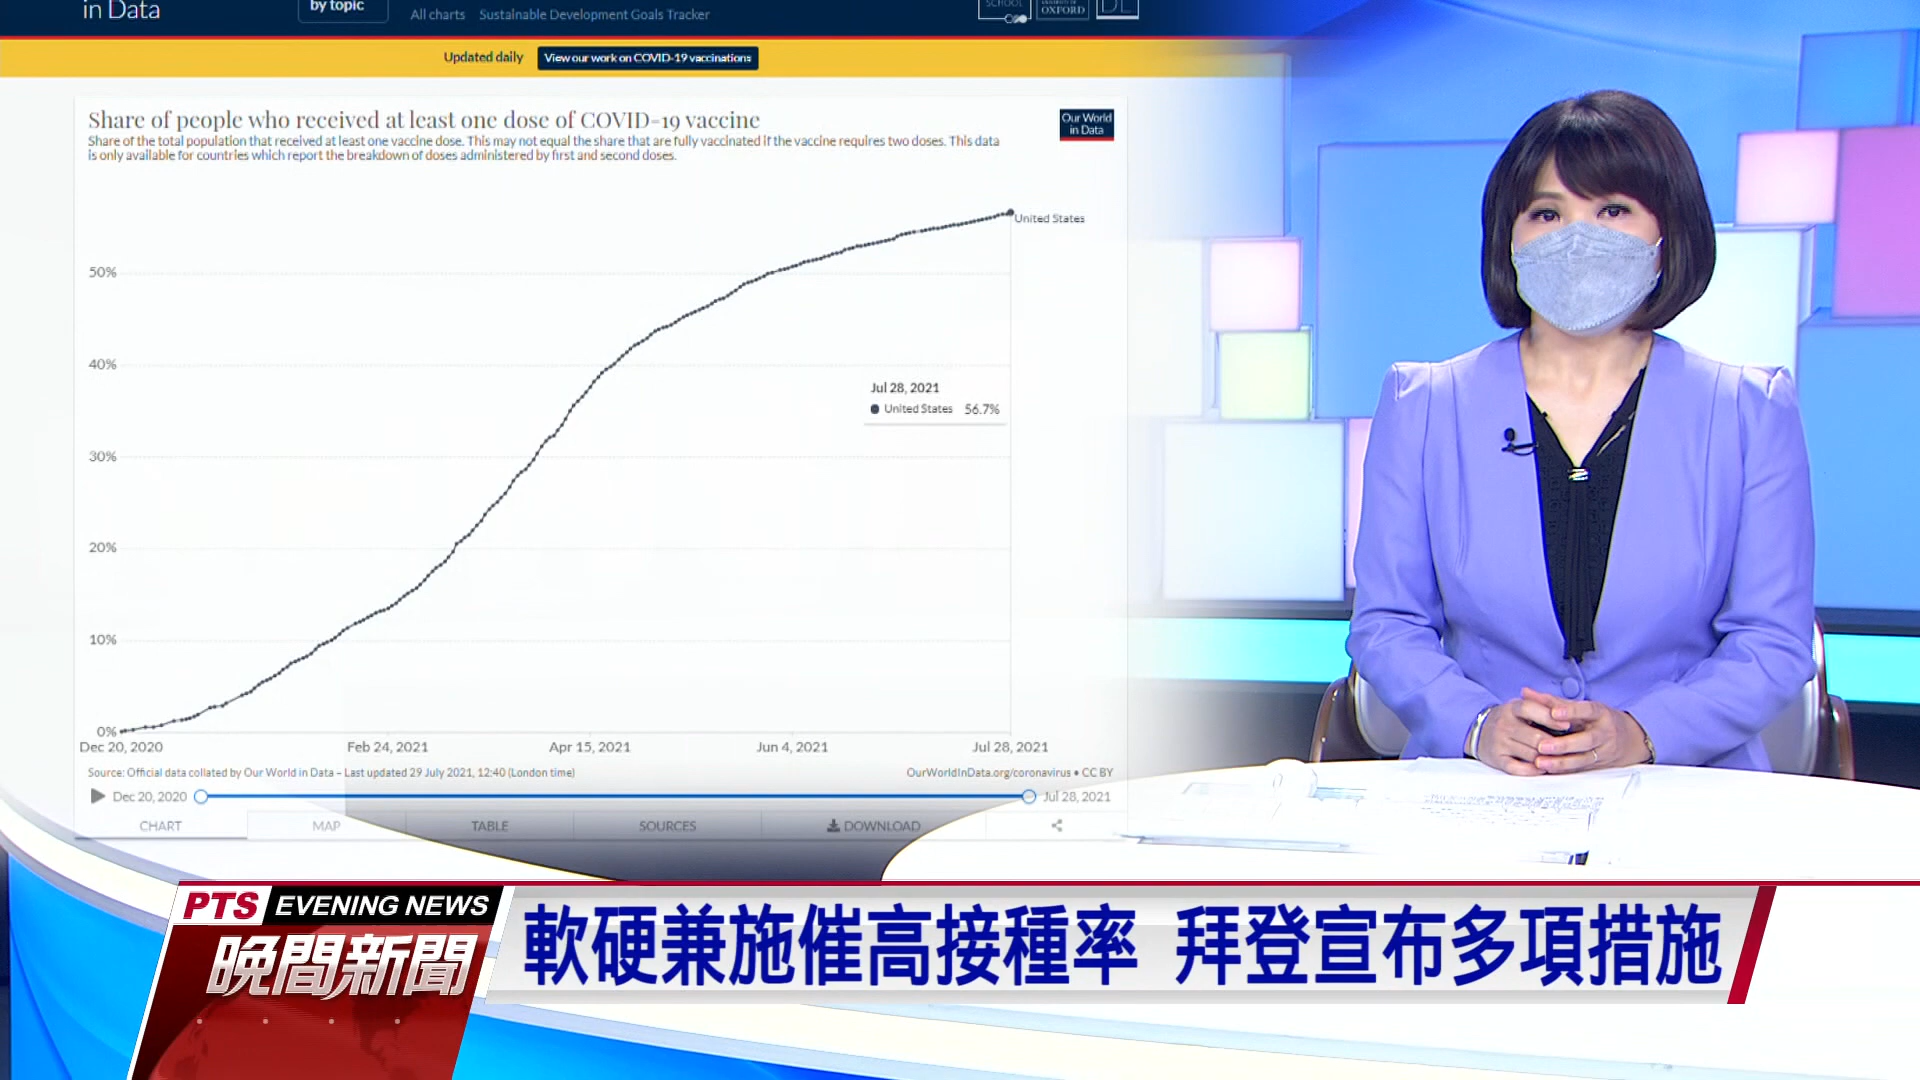 in Data
by topic
All charts Sustainable Development Goals Tracker
SCHOOL
OXFORD
Updated daily View our work on COVID-19 vaccinations
Share of people who received at least one dose of COVID-19 vaccine
Share of the total population that received at least one vaccine dose. This may not equal the share that are fully vaccinated if the vaccine requires two doses. This data
is only available for countries which report the breakdown of doses administered by first and second doses.
Our World
in Data
United States
50%
40%
Jul 28, 2021
United States 56.7%
30%
20%
10%
0%
Dec 20, 2020 Feb 24, 2021 Apr 15, 2021 Jun 4, 2021 Jul 28, 2021
Source: Official data collated by Our World in Data – Last updated 29 July 2021, 12:40 (London time)
OurWorldInData.org/coronavirus • CC BY
Dec 20, 2020 Jul 28, 2021
CHART MAP TABLE SOURCES DOWNLOAD
PTS EVENING NEWS
晚間新聞
軟硬兼施催高接種率 拜登宣布多項措施